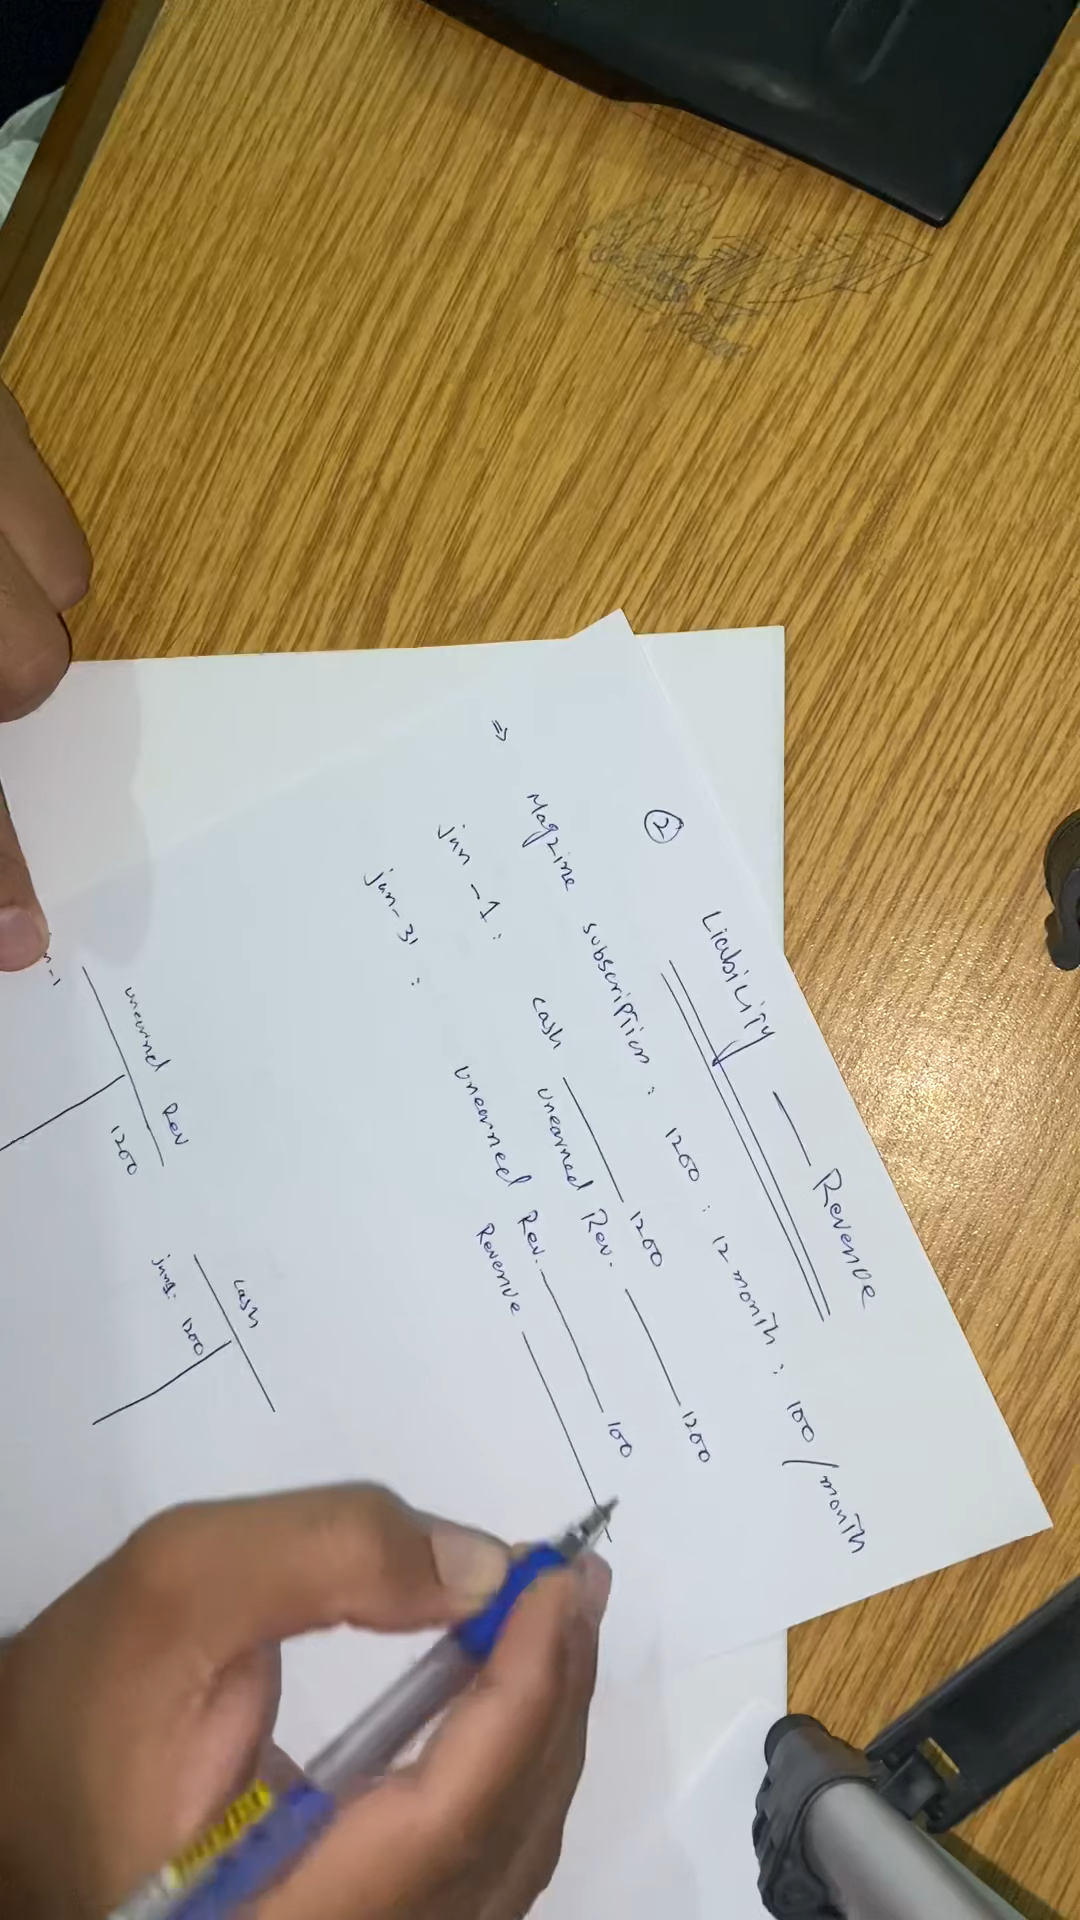 ② Liability — Revenue
⇒ Magzine subscription : 1200 : 12 month : 100 / month
jan - 1 : cash — 1200
unearned Rev. — 1200
jan - 31 : unearned Rev. — 100
Revenue —
unearned Rev
1200
cash
jan1: 1200